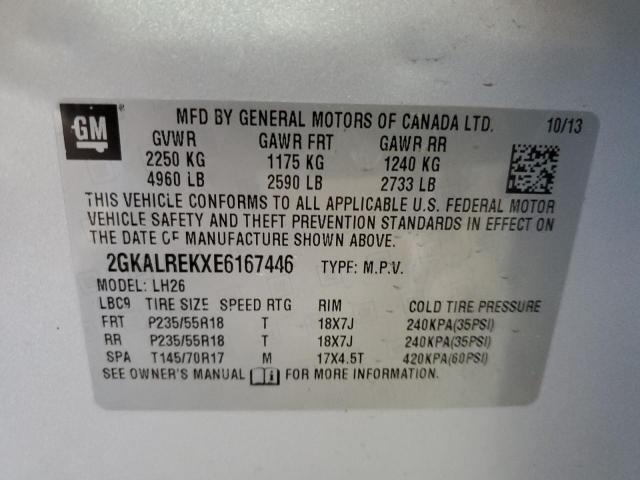 GM
MFD BY GENERAL MOTORS OF CANADA LTD. 10/13
GVWR GAWR FRT GAWR RR
2250 KG 1175 KG 1240 KG
4960 LB 2590 LB 2733 LB
THIS VEHICLE CONFORMS TO ALL APPLICABLE U.S. FEDERAL MOTOR
VEHICLE SAFETY AND THEFT PREVENTION STANDARDS IN EFFECT ON
THE DATE OF MANUFACTURE SHOWN ABOVE.
2GKALREKXE6167446 TYPE: M.P.V.
MODEL: LH26
LBC9 TIRE SIZE SPEED RTG RIM COLD TIRE PRESSURE
FRT P235/55R18 T 18X7J 240KPA(35PSI)
RR P235/55R18 T 18X7J 240KPA(35PSI)
SPA T145/70R17 M 17X4.5T 420KPA(60PSI)
SEE OWNER'S MANUAL FOR MORE INFORMATION.